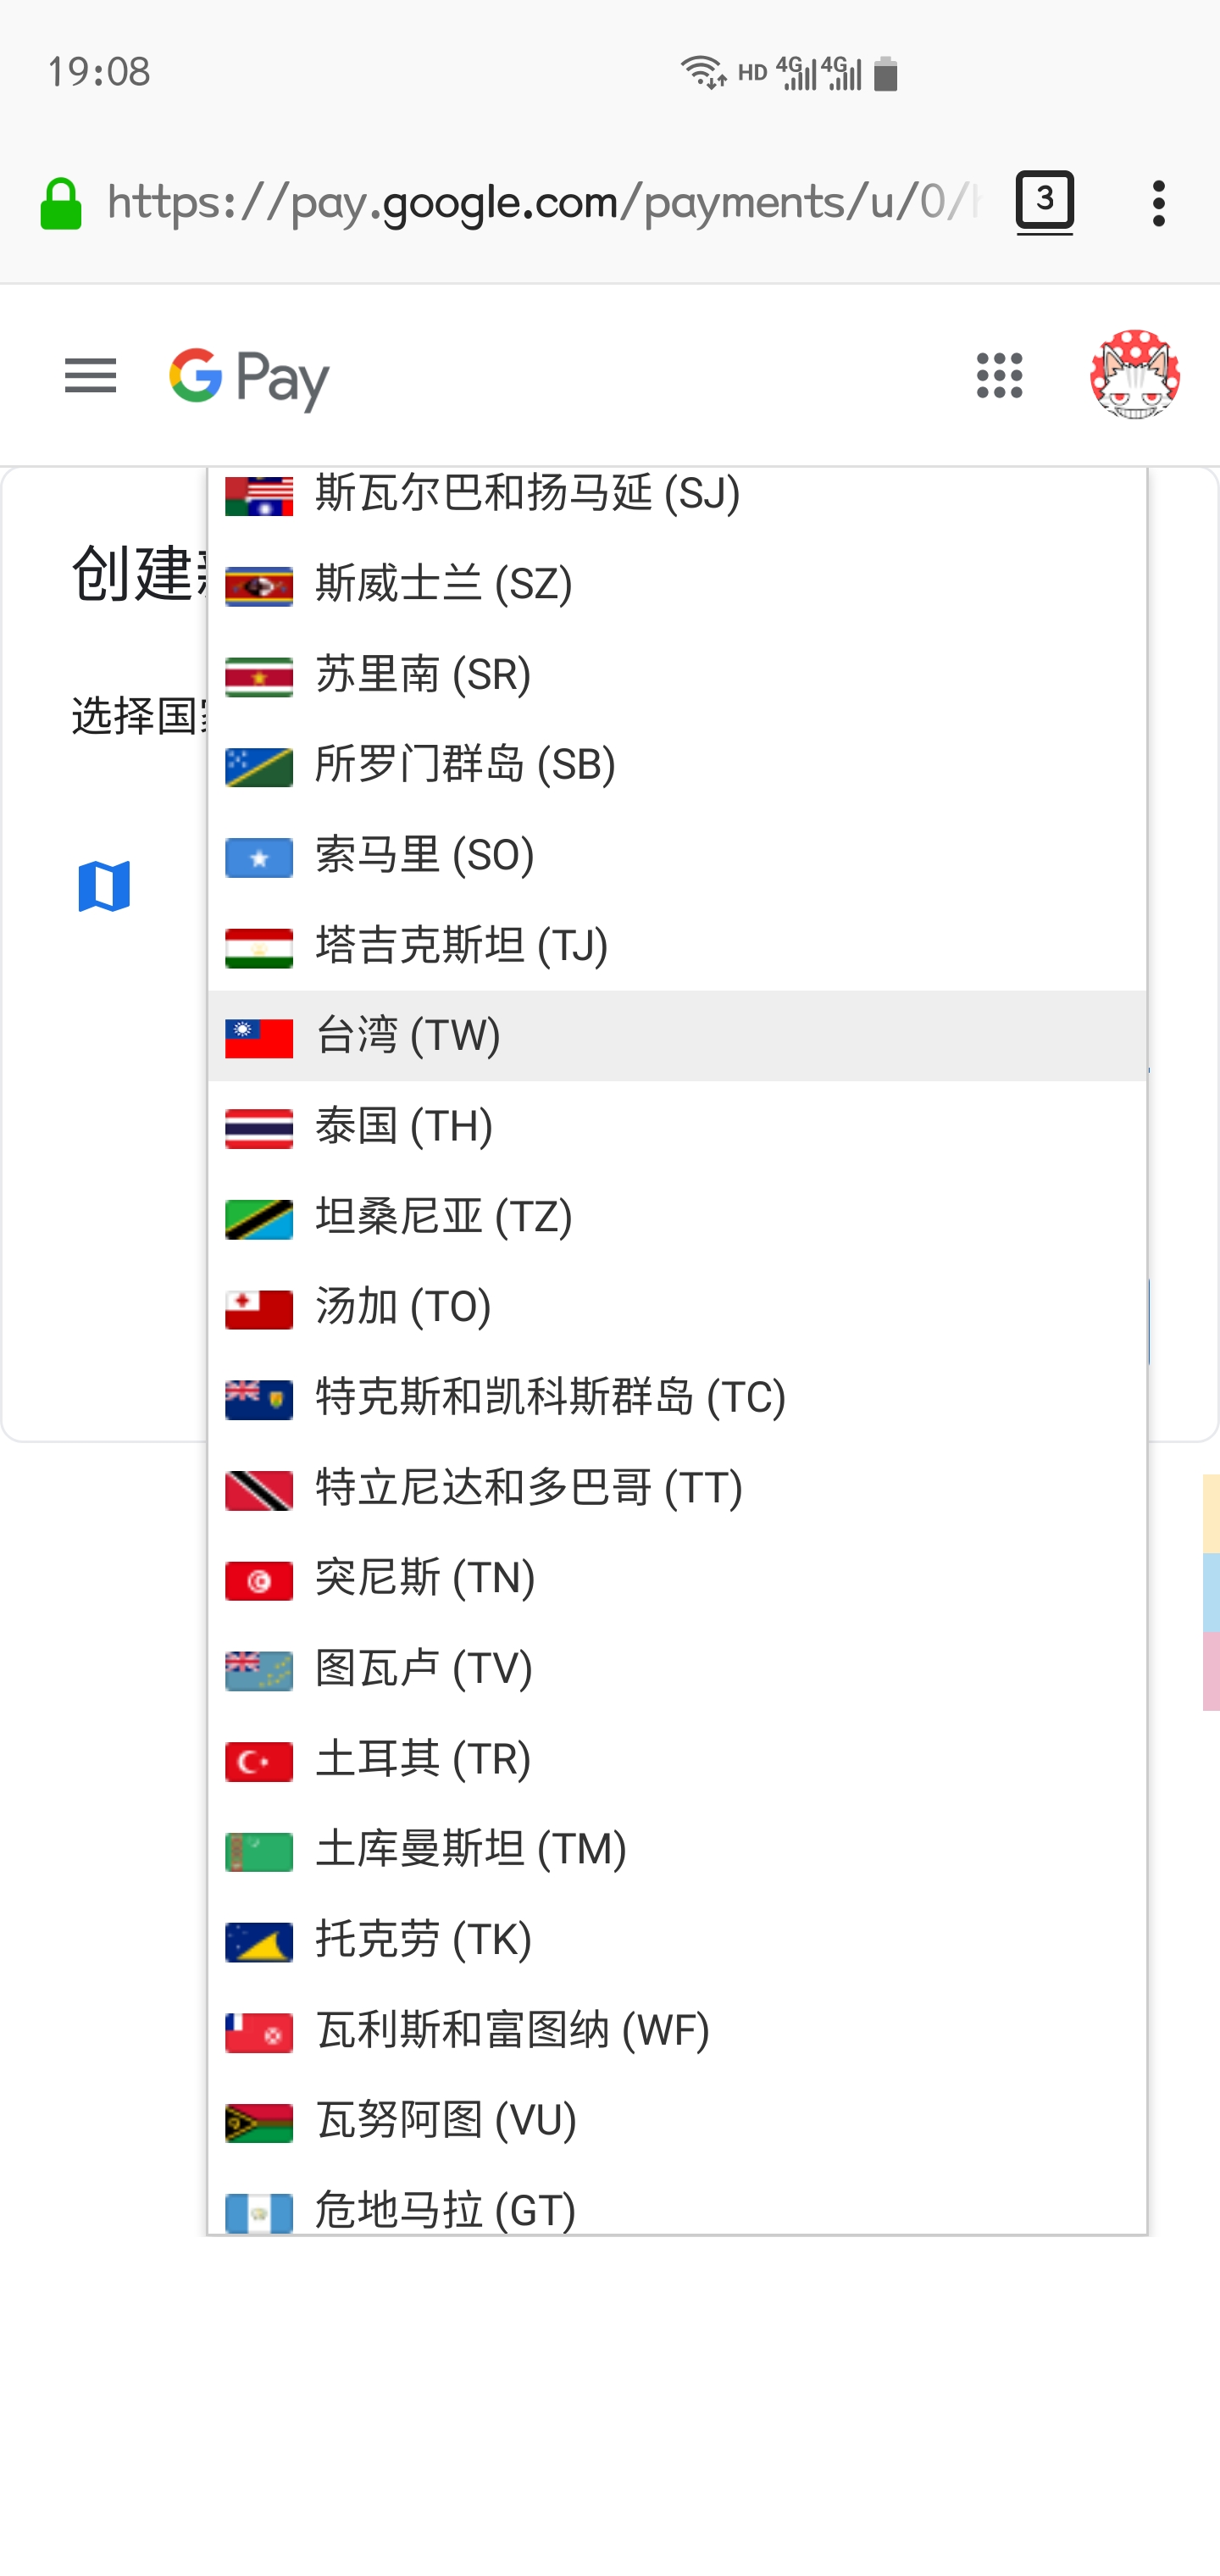 19:08
HD 4G 4G
https://pay.google.com/payments/u/0/
3
G Pay
斯瓦尔巴和扬马延 (SJ)
创建
斯威士兰 (SZ)
苏里南 (SR)
选择国
所罗门群岛 (SB)
索马里 (SO)
塔吉克斯坦 (TJ)
台湾 (TW)
泰国 (TH)
坦桑尼亚 (TZ)
汤加 (TO)
特克斯和凯科斯群岛 (TC)
特立尼达和多巴哥 (TT)
突尼斯 (TN)
图瓦卢 (TV)
土耳其 (TR)
土库曼斯坦 (TM)
托克劳 (TK)
瓦利斯和富图纳 (WF)
瓦努阿图 (VU)
危地马拉 (GT)